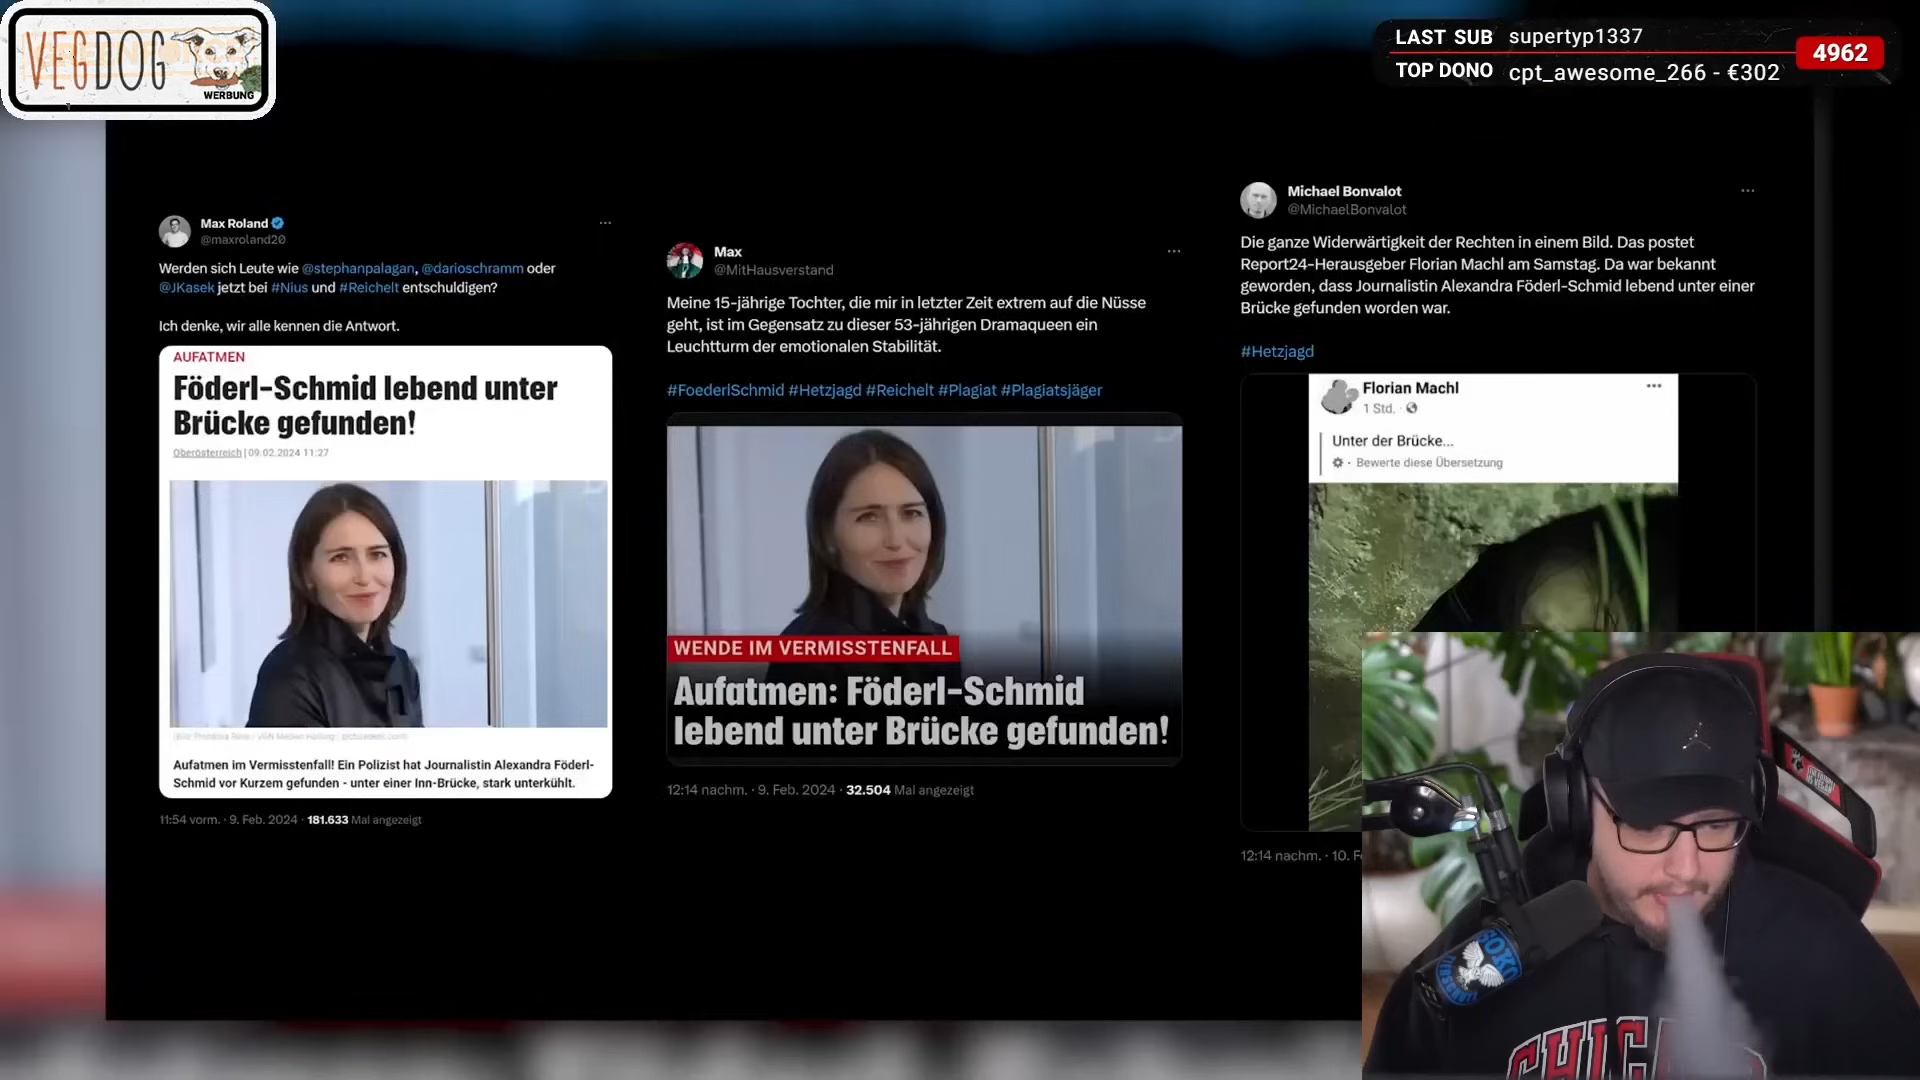 VEGDOG
WERBUNG
LAST SUB supertyp1337
TOP DONO cpt_awesome_266 - €302
4962
Max Roland
@maxroland20
Werden sich Leute wie @stephanpalagan, @darioschramm oder
@JKasek jetzt bei #Nius und #Reichelt entschuldigen?
Ich denke, wir alle kennen die Antwort.
AUFATMEN
Föderl-Schmid lebend unter
Brücke gefunden!
Oberösterreich | 09.02.2024 11:27
Aufatmen im Vermisstenfall! Ein Polizist hat Journalistin Alexandra Föderl-
Schmid vor Kurzem gefunden - unter einer Inn-Brücke, stark unterkühlt.
11:54 vorm. · 9. Feb. 2024 · 181.633 Mal angezeigt
Max
@MitHausverstand
Meine 15-jährige Tochter, die mir in letzter Zeit extrem auf die Nüsse
geht, ist im Gegensatz zu dieser 53-jährigen Dramaqueen ein
Leuchtturm der emotionalen Stabilität.
#FoederlSchmid #Hetzjagd #Reichelt #Plagiat #Plagiatsjäger
WENDE IM VERMISSTENFALL
Aufatmen: Föderl-Schmid
lebend unter Brücke gefunden!
12:14 nachm. · 9. Feb. 2024 · 32.504 Mal angezeigt
Michael Bonvalot
@MichaelBonvalot
Die ganze Widerwärtigkeit der Rechten in einem Bild. Das postet
Report24-Herausgeber Florian Machl am Samstag. Da war bekannt
geworden, dass Journalistin Alexandra Föderl-Schmid lebend unter einer
Brücke gefunden worden war.
#Hetzjagd
Florian Machl
1 Std. ·
Unter der Brücke...
· Bewerte diese Übersetzung
12:14 nachm. · 10. F
SOKO
TIERSCHUTZ
CHICA